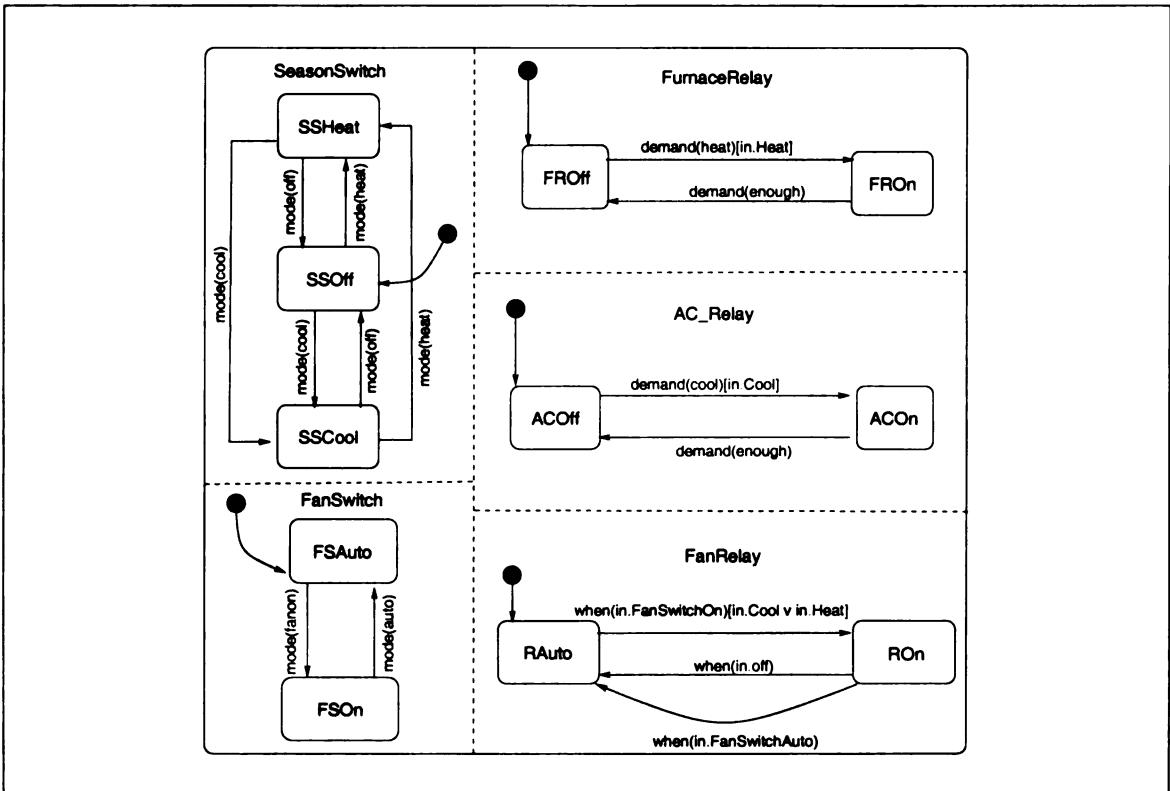 SeasonSwitch
SSHeat
mode(off)
mode(heat)
mode(cool)
SSOff
mode(cool)
mode(off)
mode(heat)
SSCool
FanSwitch
FSAuto
mode(fanon)
mode(auto)
FSOn
FurnaceRelay
demand(heat)[in.Heat]
FROff
FROn
demand(enough)
AC_Relay
demand(cool)[in Cool]
ACOff
ACOn
demand(enough)
FanRelay
when(in.FanSwitchOn)[in.Cool v in.Heat]
RAuto
ROn
when(in.off)
when(in.FanSwitchAuto)